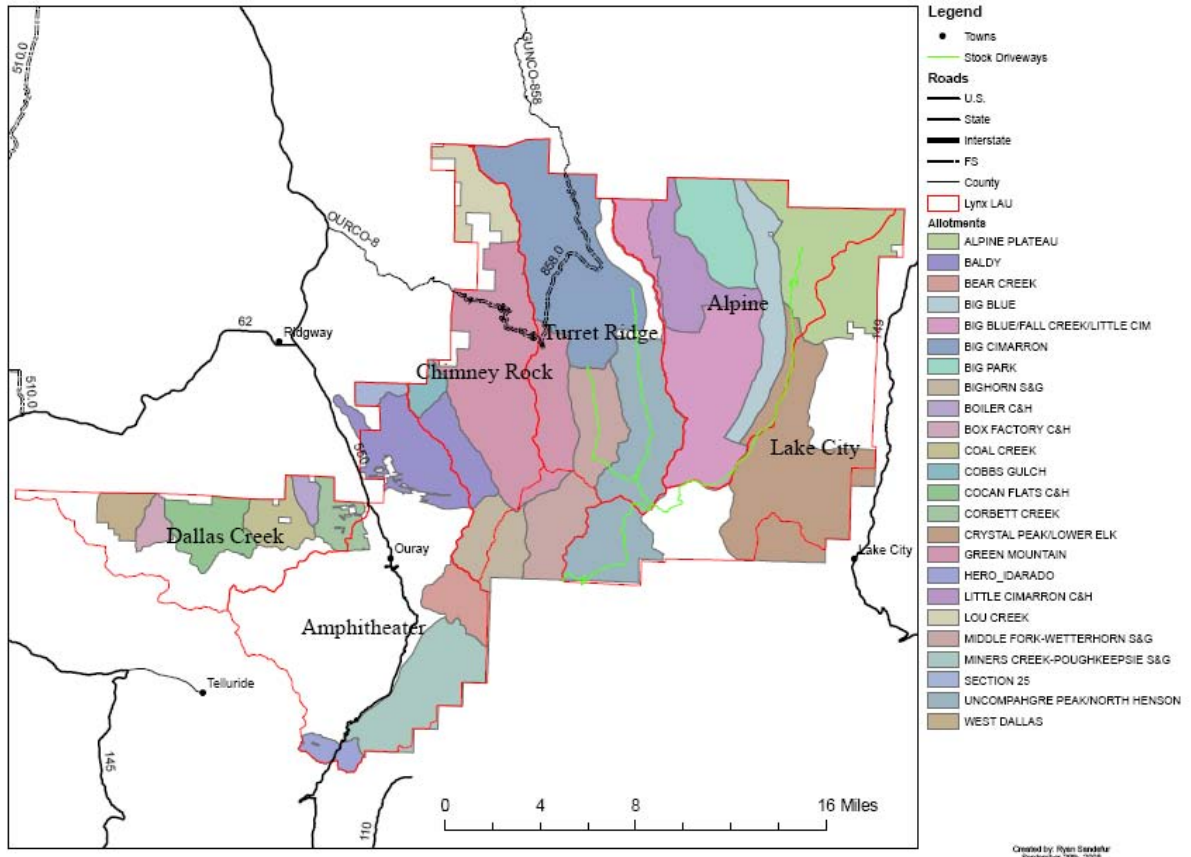 510.0
GUNCO-858
OURCO-8
858.0
Alpine
62
Ridgway
Turret Ridge
149
Chimney Rock
510.0
550
Lake City
Dallas Creek
Ouray
Lake City
Amphitheater
Telluride
145
110
0 4 8 16 Miles
Legend
Towns
Stock Driveways
Roads
U.S.
State
Interstate
FS
County
Lynx LAU
Allotments
ALPINE PLATEAU
BALDY
BEAR CREEK
BIG BLUE
BIG BLUE/FALL CREEK/LITTLE CIM
BIG CIMARRON
BIG PARK
BIGHORN S&G
BOILER C&H
BOX FACTORY C&H
COAL CREEK
COBBS GULCH
COCAN FLATS C&H
CORBETT CREEK
CRYSTAL PEAK/LOWER ELK
GREEN MOUNTAIN
HERO_IDARADO
LITTLE CIMARRON C&H
LOU CREEK
MIDDLE FORK-WETTERHORN S&G
MINERS CREEK-POUGHKEEPSIE S&G
SECTION 25
UNCOMPAHGRE PEAK/NORTH HENSON
WEST DALLAS
Created by: Ryan Sandefur